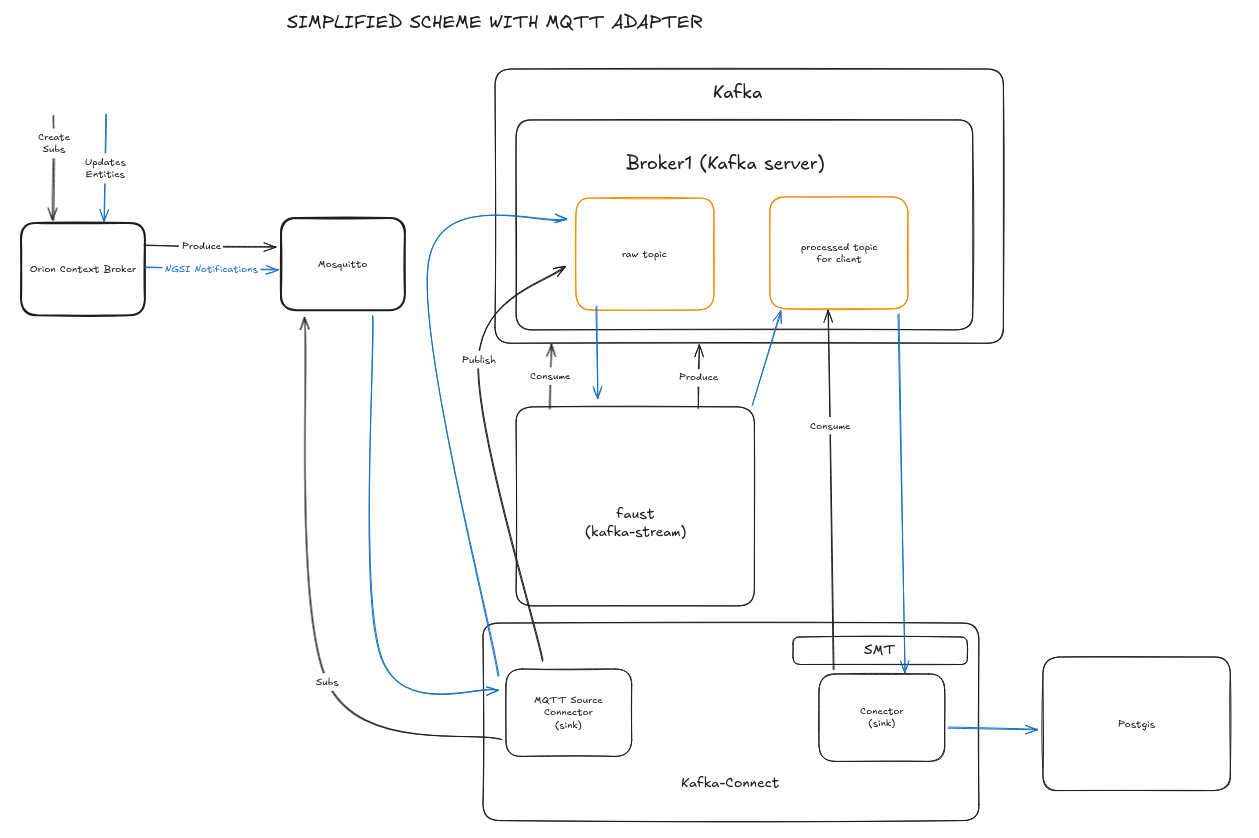 SIMPLIFIED SCHEME WITH MQTT ADAPTER
Kafka
Create
Subs
Updates
Entities
Broker1 (Kafka server)
Produce
NGSI Notifications
Orion Context Broker
Mosquitto
raw topic
processed topic
for client
Publish
Consume
Produce
Consume
faust
(kafka-stream)
SMT
Subs
MQTT Source
Connector
(sink)
Conector
(sink)
Postgis
Kafka-Connect